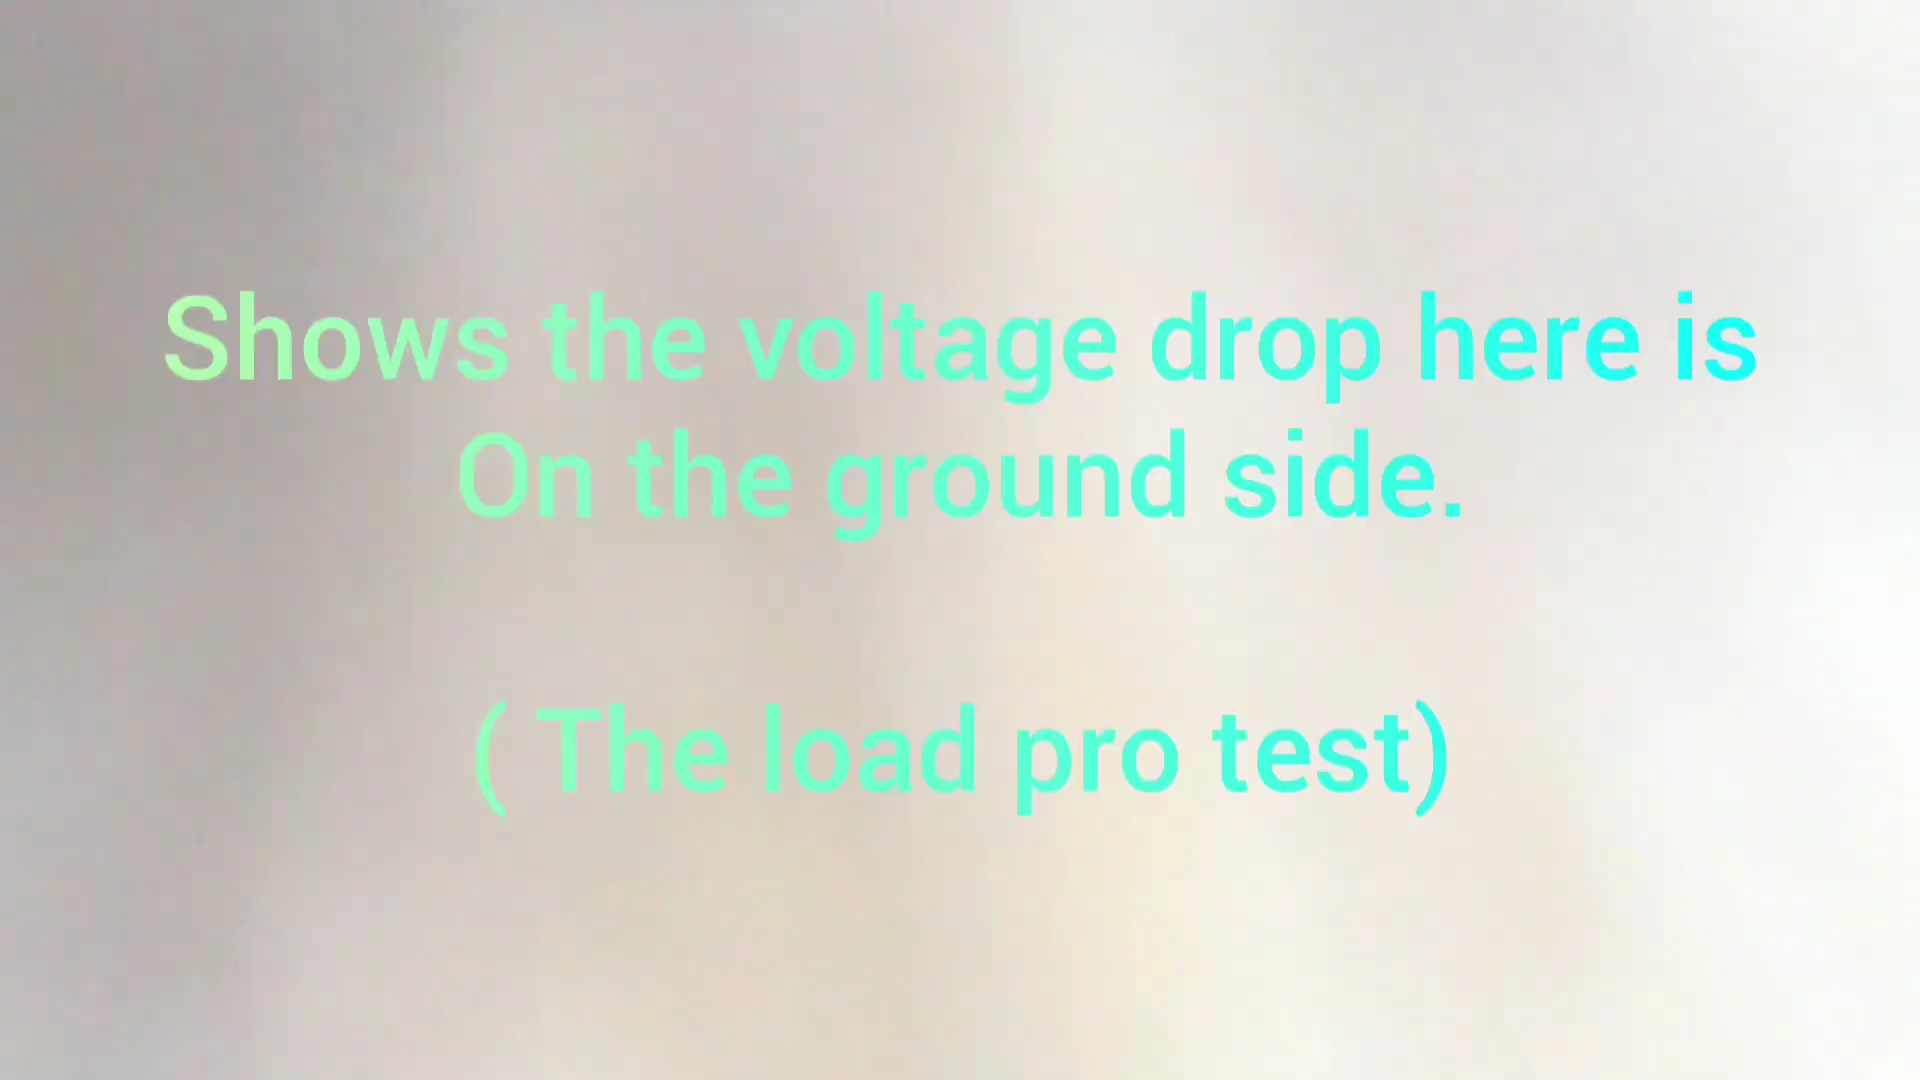 Shows the voltage drop here is
On the ground side.
( The load pro test)